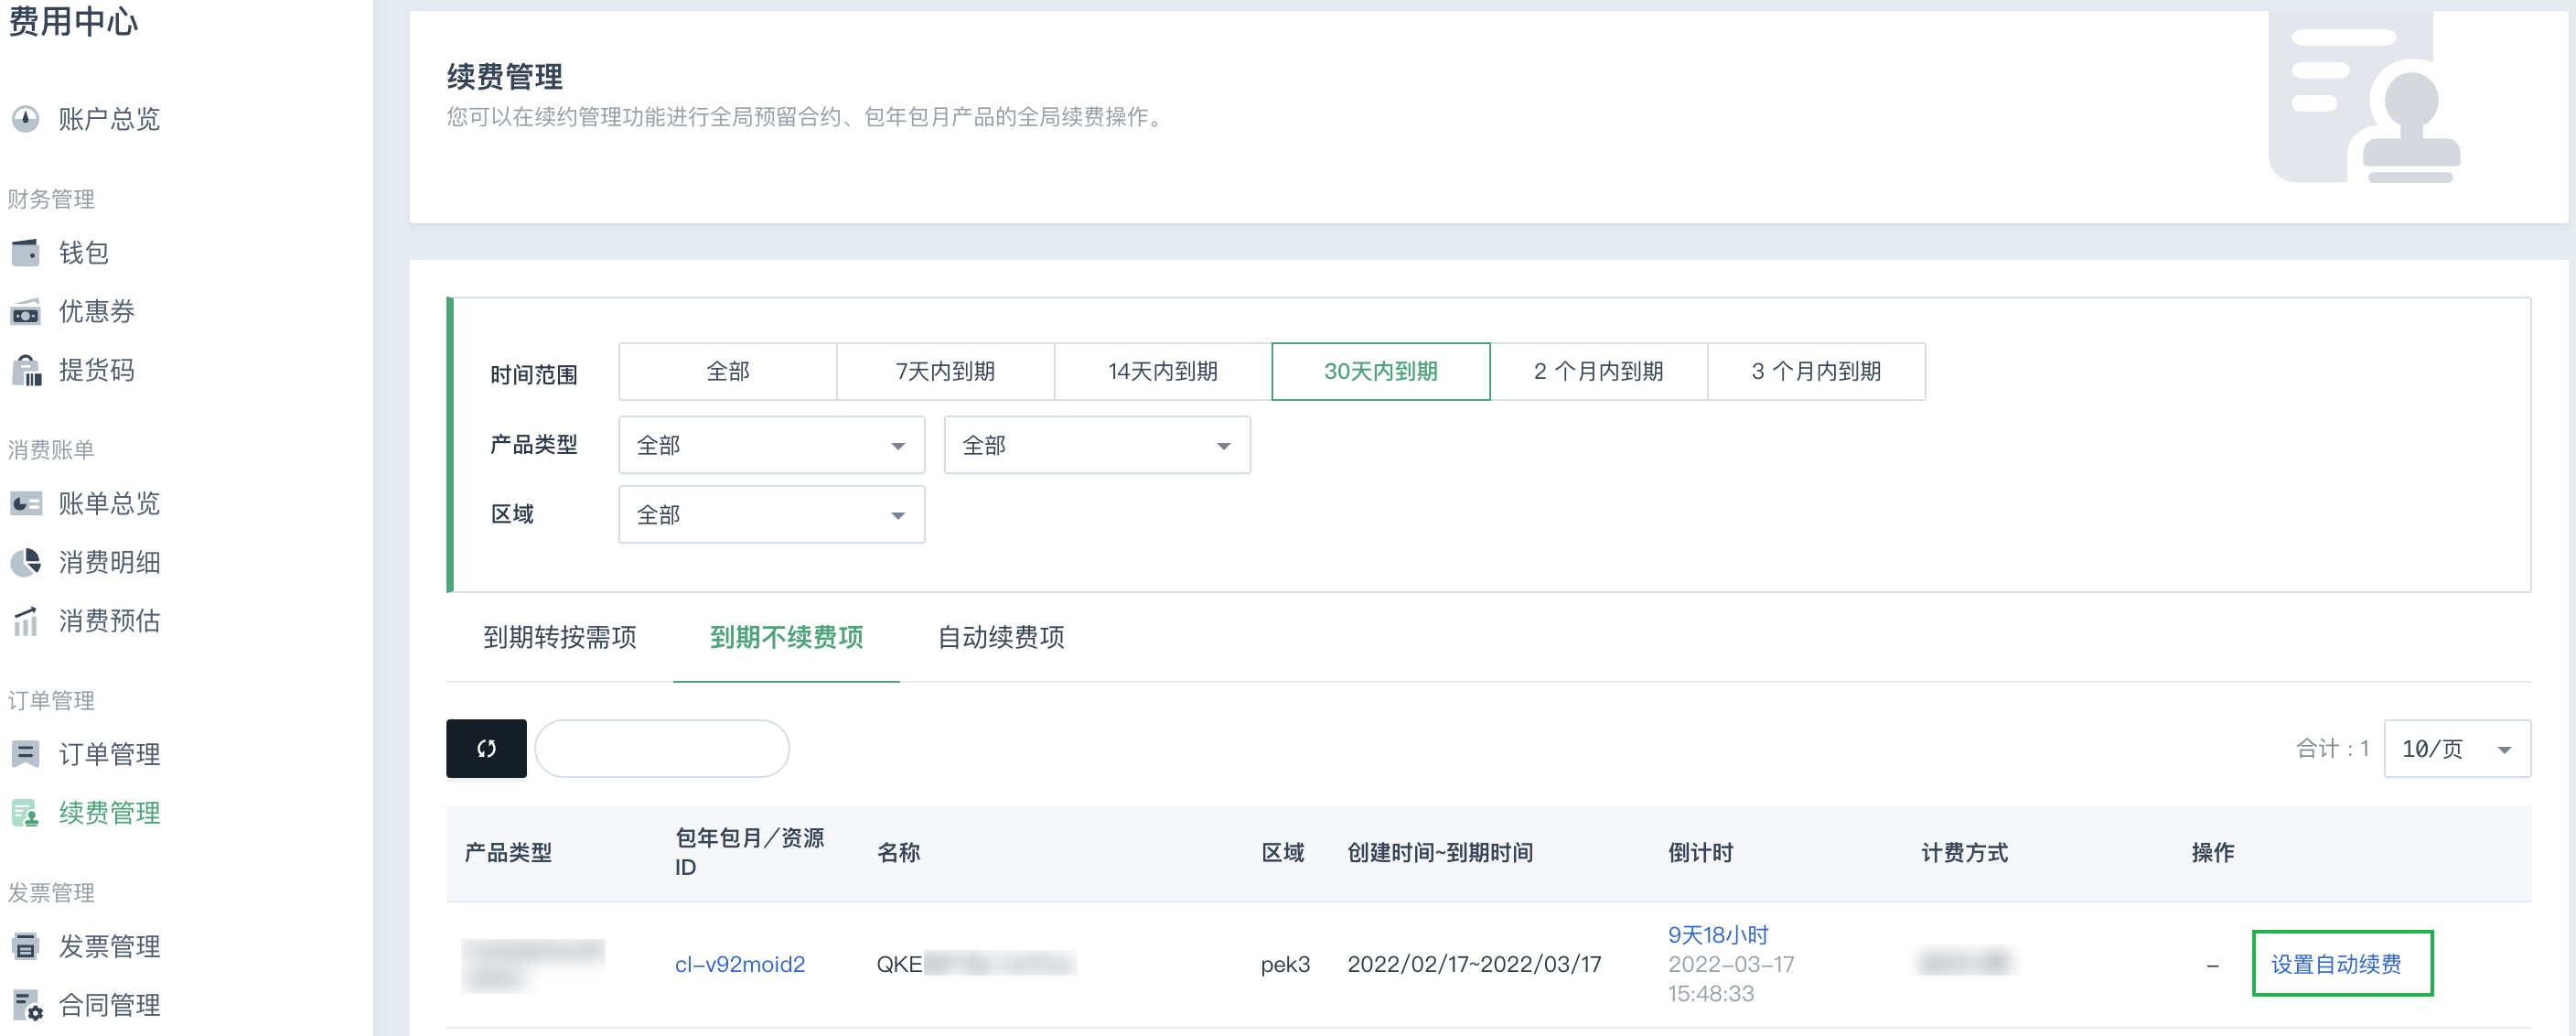 费用中心
账户总览
财务管理
钱包
优惠券
提货码
消费账单
账单总览
消费明细
消费预估
订单管理
订单管理
续费管理
发票管理
发票管理
合同管理
续费管理
您可以在续约管理功能进行全局预留合约、包年包月产品的全局续费操作。
时间范围
全部
7天内到期
14天内到期
30天内到期
2 个月内到期
3 个月内到期
产品类型
全部
全部
区域
全部
到期转按需项
到期不续费项
自动续费项
合计：1
10/页
产品类型
包年包月/资源
ID
名称
区域
创建时间~到期时间
倒计时
计费方式
操作
cl-v92moid2
QKE
pek3
2022/02/17~2022/03/17
9天18小时
2022-03-17
15:48:33
–
设置自动续费